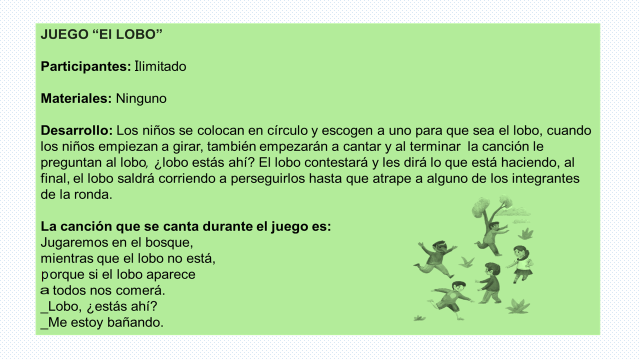 JUEGO “El LOBO”
Participantes: Ilimitado
Materiales: Ninguno
Desarrollo: Los niños se colocan en círculo y escogen a uno para que sea el lobo, cuando
los niños empiezan a girar, también empezarán a cantar y al terminar la canción le
preguntan al lobo, ¿lobo estás ahí? El lobo contestará y les dirá lo que está haciendo, al
final, el lobo saldrá corriendo a perseguirlos hasta que atrape a alguno de los integrantes
de la ronda.
La canción que se canta durante el juego es:
Jugaremos en el bosque,
mientras que el lobo no está,
porque si el lobo aparece
a todos nos comerá.
_Lobo, ¿estás ahí?
_Me estoy bañando.